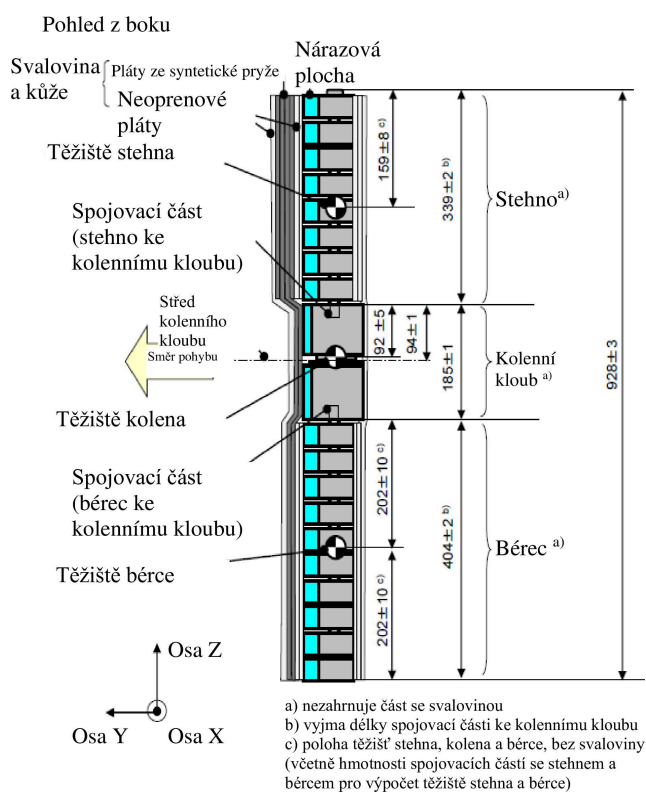 Pohled z boku
Svalovina
a kůže
Pláty ze syntetické pryže
Neoprenové
pláty
Nárazová
plocha
Těžiště stehna
Spojovací část
(stehno ke
kolennímu kloubu)
Střed
kolenního
kloubu
Směr pohybu
Těžiště kolena
Spojovací část
(bérec ke
kolennímu kloubu)
Těžiště bérce
159±8 c)
339±2 b)
Stehno a)
92±5
94±1
185±1
Kolenní
kloub a)
928±3
202±10 c)
404±2 b)
Bérec a)
202±10 c)
Osa Z
Osa Y
Osa X
a) nezahrnuje část se svalovinou
b) vyjma délky spojovací části ke kolennímu kloubu
c) poloha těžišť stehna, kolena a bérce, bez svaloviny
(včetně hmotnosti spojovacích částí se stehnem a
bércem pro výpočet těžiště stehna a bérce)